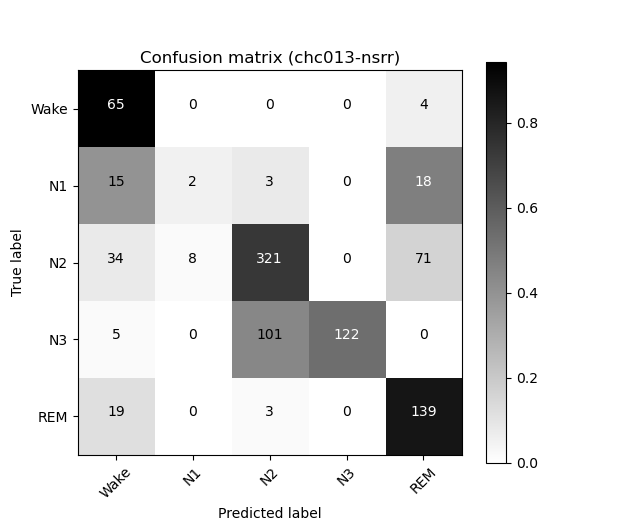 Confusion matrix (chc013-nsrr)
Wake 65 0 0 0 4
N1 15 2 3 0 18
N2 34 8 321 0 71
N3 5 0 101 122 0
REM 19 0 3 0 139
Wake N1 N2 N3 REM
Predicted label
True label
0.8
0.6
0.4
0.2
0.0